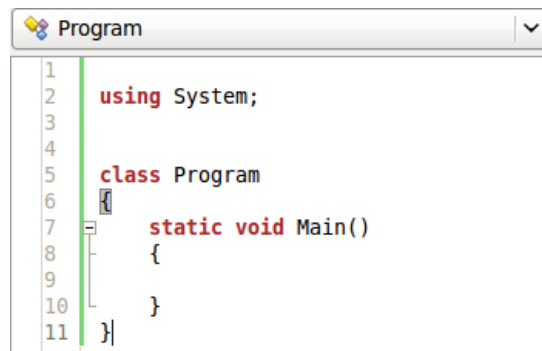 Program
1
2 using System;
3
4
5 class Program
6 {
7 static void Main()
8 {
9
10 }
11 }